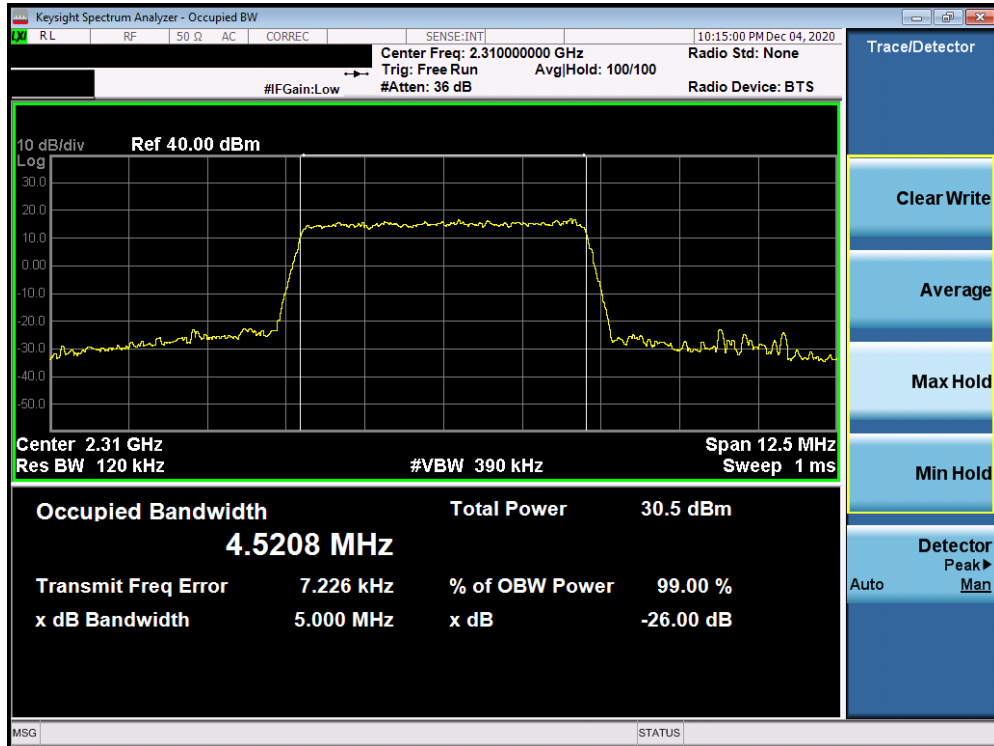 Keysight Spectrum Analyzer - Occupied BW
LXI RL RF 50 Ω AC CORREC SENSE:INT 10:15:00 PM Dec 04, 2020
Center Freq: 2.310000000 GHz Radio Std: None
Trig: Free Run Avg|Hold: 100/100
#IFGain:Low #Atten: 36 dB Radio Device: BTS
10 dB/div Ref 40.00 dBm
Log
30.0
20.0
10.0
0.00
-10.0
-20.0
-30.0
-40.0
-50.0
Center 2.31 GHz Span 12.5 MHz
Res BW 120 kHz #VBW 390 kHz Sweep 1 ms
Occupied Bandwidth Total Power 30.5 dBm
4.5208 MHz
Transmit Freq Error 7.226 kHz % of OBW Power 99.00 %
x dB Bandwidth 5.000 MHz x dB -26.00 dB
MSG STATUS
Trace/Detector
Clear Write
Average
Max Hold
Min Hold
Detector
Peak▶
Auto Man